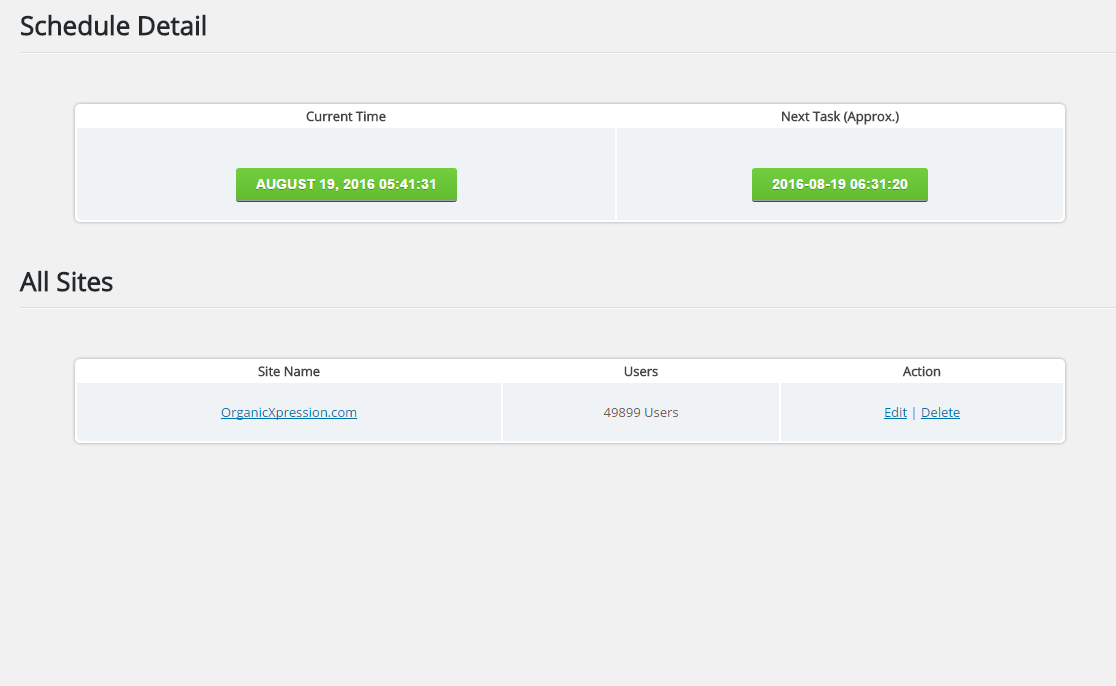 Schedule Detail
Current Time Next Task (Approx.)
AUGUST 19, 2016 05:41:31 2016-08-19 06:31:20
All Sites
Site Name Users Action
OrganicXpression.com 49899 Users Edit | Delete